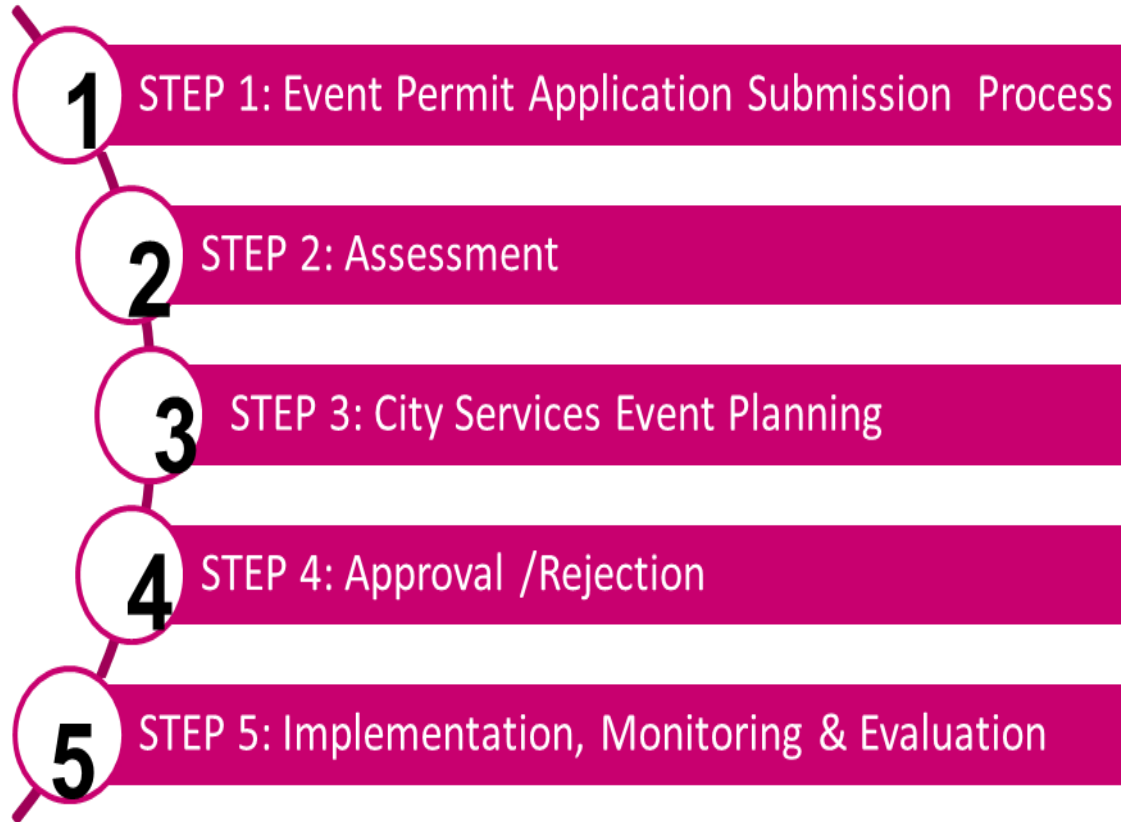 1
STEP 1: Event Permit Application Submission Process
2
STEP 2: Assessment
3
STEP 3: City Services Event Planning
4
STEP 4: Approval /Rejection
5
STEP 5: Implementation, Monitoring & Evaluation